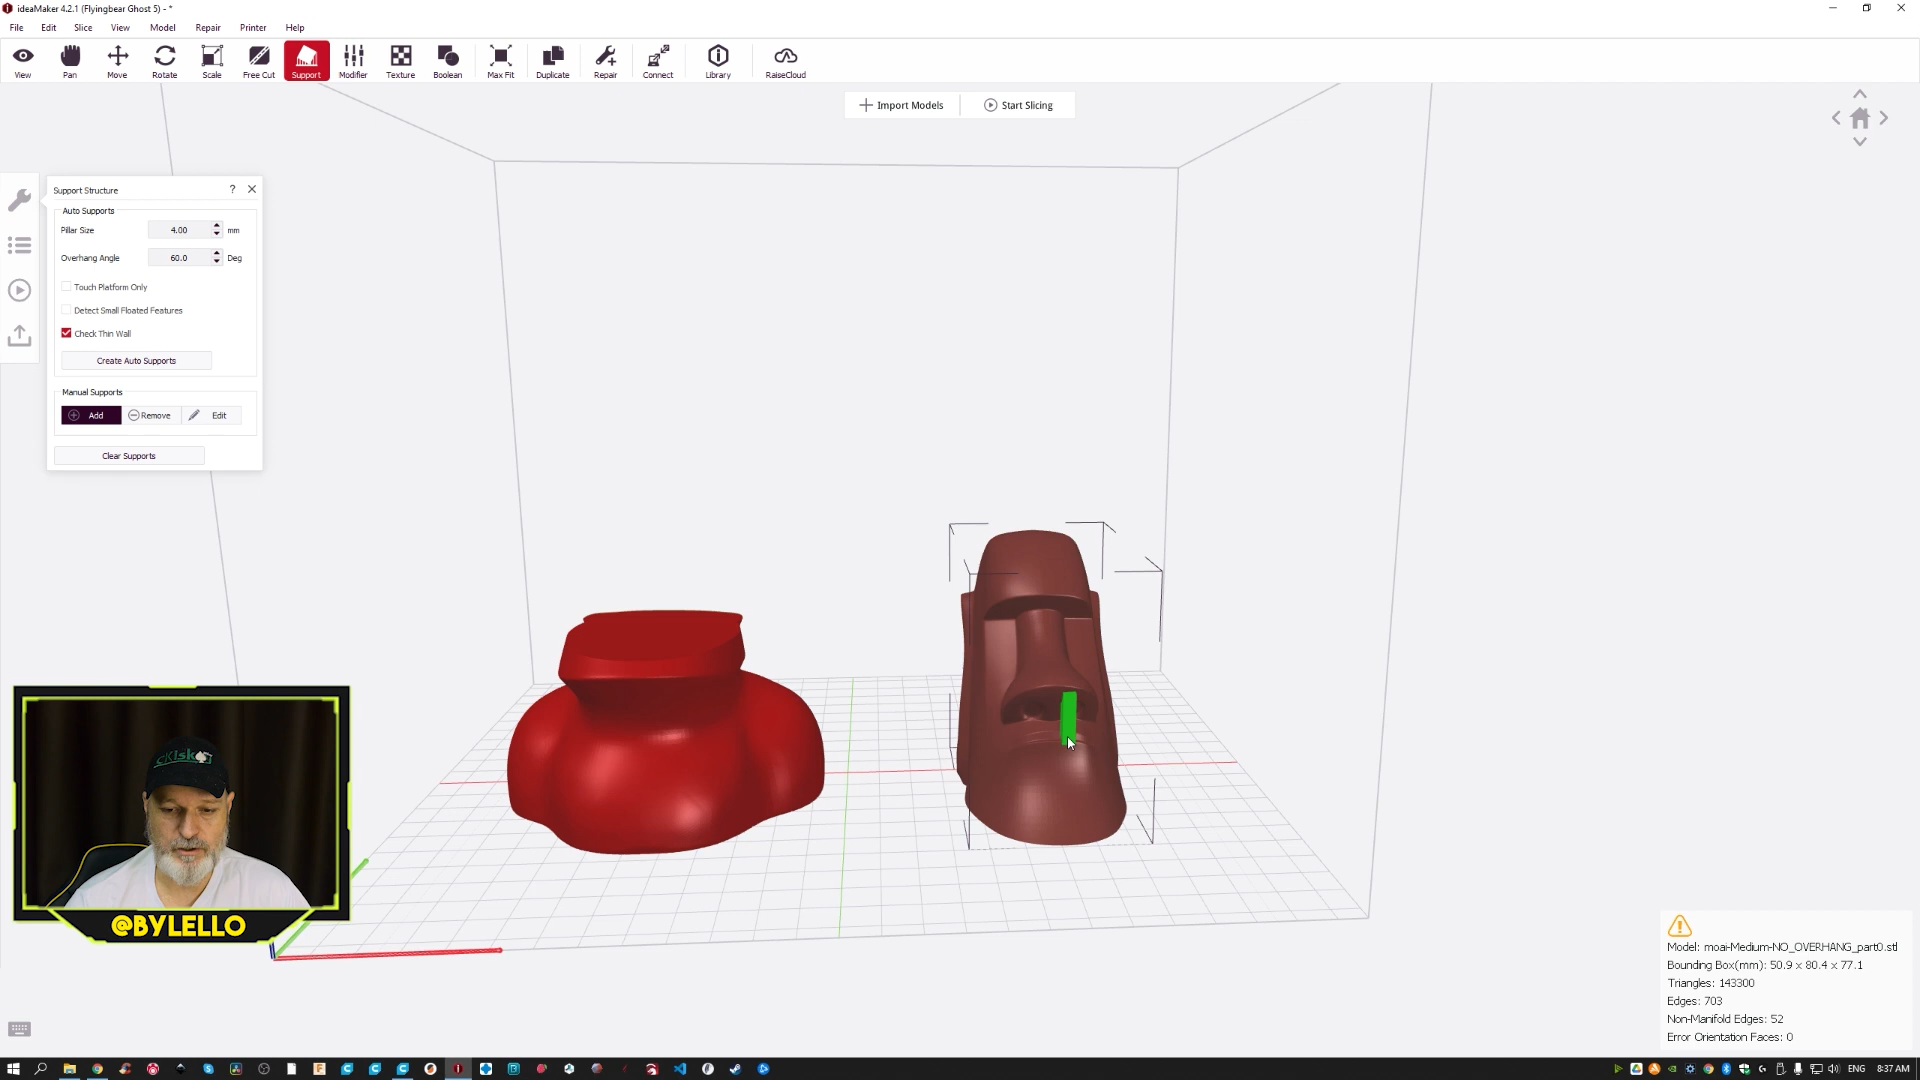 ideaMaker 4.2.1 (Flyingbear Ghost 5) - *
File Edit Slice View Model Repair Printer Help
View Pan Move Rotate Scale Free Cut Support Modifier Texture Boolean Max Fit Duplicate Repair Connect Library RaiseCloud
Import Models Start Slicing
Support Structure ?
Auto Supports
Pillar Size 4.00 mm
Overhang Angle 60.0 Deg
Touch Platform Only
Detect Small Floated Features
Check Thin Wall
Create Auto Supports
Manual Supports
Add Remove Edit
Clear Supports
@BYLELLO
Model: moai-Medium-NO_OVERHANG_part0.stl
Bounding Box(mm): 50.9 x 80.4 x 77.1
Triangles: 143300
Edges: 703
Non-Manifold Edges: 52
Error Orientation Faces: 0
ENG 8:37 AM